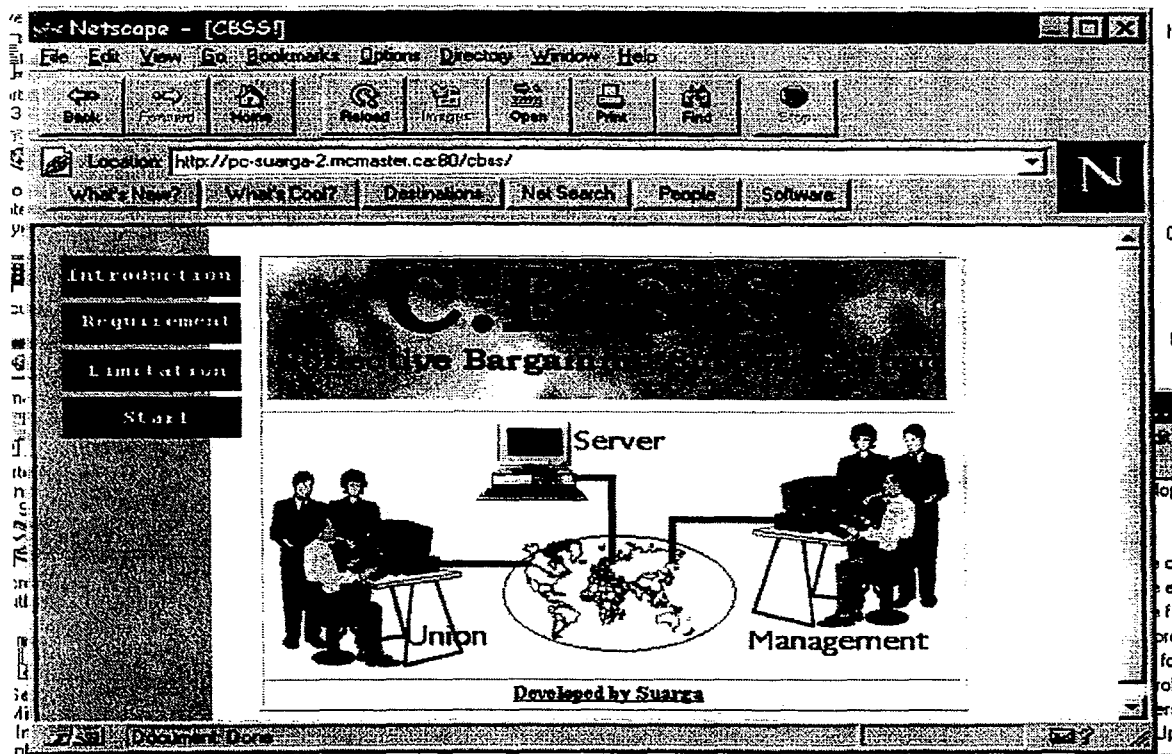 Netscape - [CBSS!]
File Edit View Go Bookmarks Options Directory Window Help
Back Forward Home Reload Images Open Print Find Stop
Location: http://pc-suarga-2.mcmaster.ca:80/cbss/
What's New? What's Cool? Destinations Net Search People Software
Introduction
Requirement
Limitation
Start
Bargain
Server
Union
Management
Developed by Suarga
Document: Done